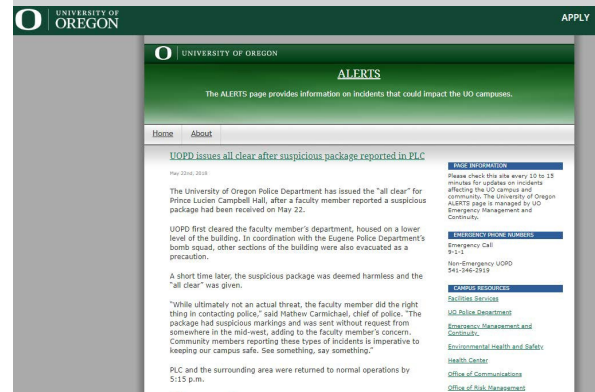 O
UNIVERSITY OF
OREGON
APPLY
O
UNIVERSITY OF OREGON
ALERTS
The ALERTS page provides information on incidents that could impact the UO campuses.
Home About
UOPD issues all clear after suspicious package reported in PLC
May 22nd, 2018
The University of Oregon Police Department has issued the "all clear" for
Prince Lucien Campbell Hall, after a faculty member reported a suspicious
package had been received on May 22.
UOPD first cleared the faculty member's department, housed on a lower
level of the building. In coordination with the Eugene Police Department's
bomb squad, other sections of the building were also evacuated as a
precaution.
A short time later, the suspicious package was deemed harmless and the
"all clear" was given.
"While ultimately not an actual threat, the faculty member did the right
thing in contacting police," said Mathew Carmichael, chief of police. "The
package had suspicious markings and was sent without request from
somewhere in the mid-west, adding to the faculty member's concern.
Community members reporting these types of incidents is imperative to
keeping our campus safe. See something, say something."
PLC and the surrounding area were returned to normal operations by
5:15 p.m.
PAGE INFORMATION
Please check this site every 10 to 15
minutes for updates on incidents
affecting the UO campus and
community. The University of Oregon
ALERTS page is managed by UO
Emergency Management and
Continuity.
EMERGENCY PHONE NUMBERS
Emergency Call
9-1-1
Non-Emergency UOPD
541-346-2919
CAMPUS RESOURCES
Facilities Services
UO Police Department
Emergency Management and
Continuity
Environmental Health and Safety
Health Center
Office of Communications
Office of Risk Management